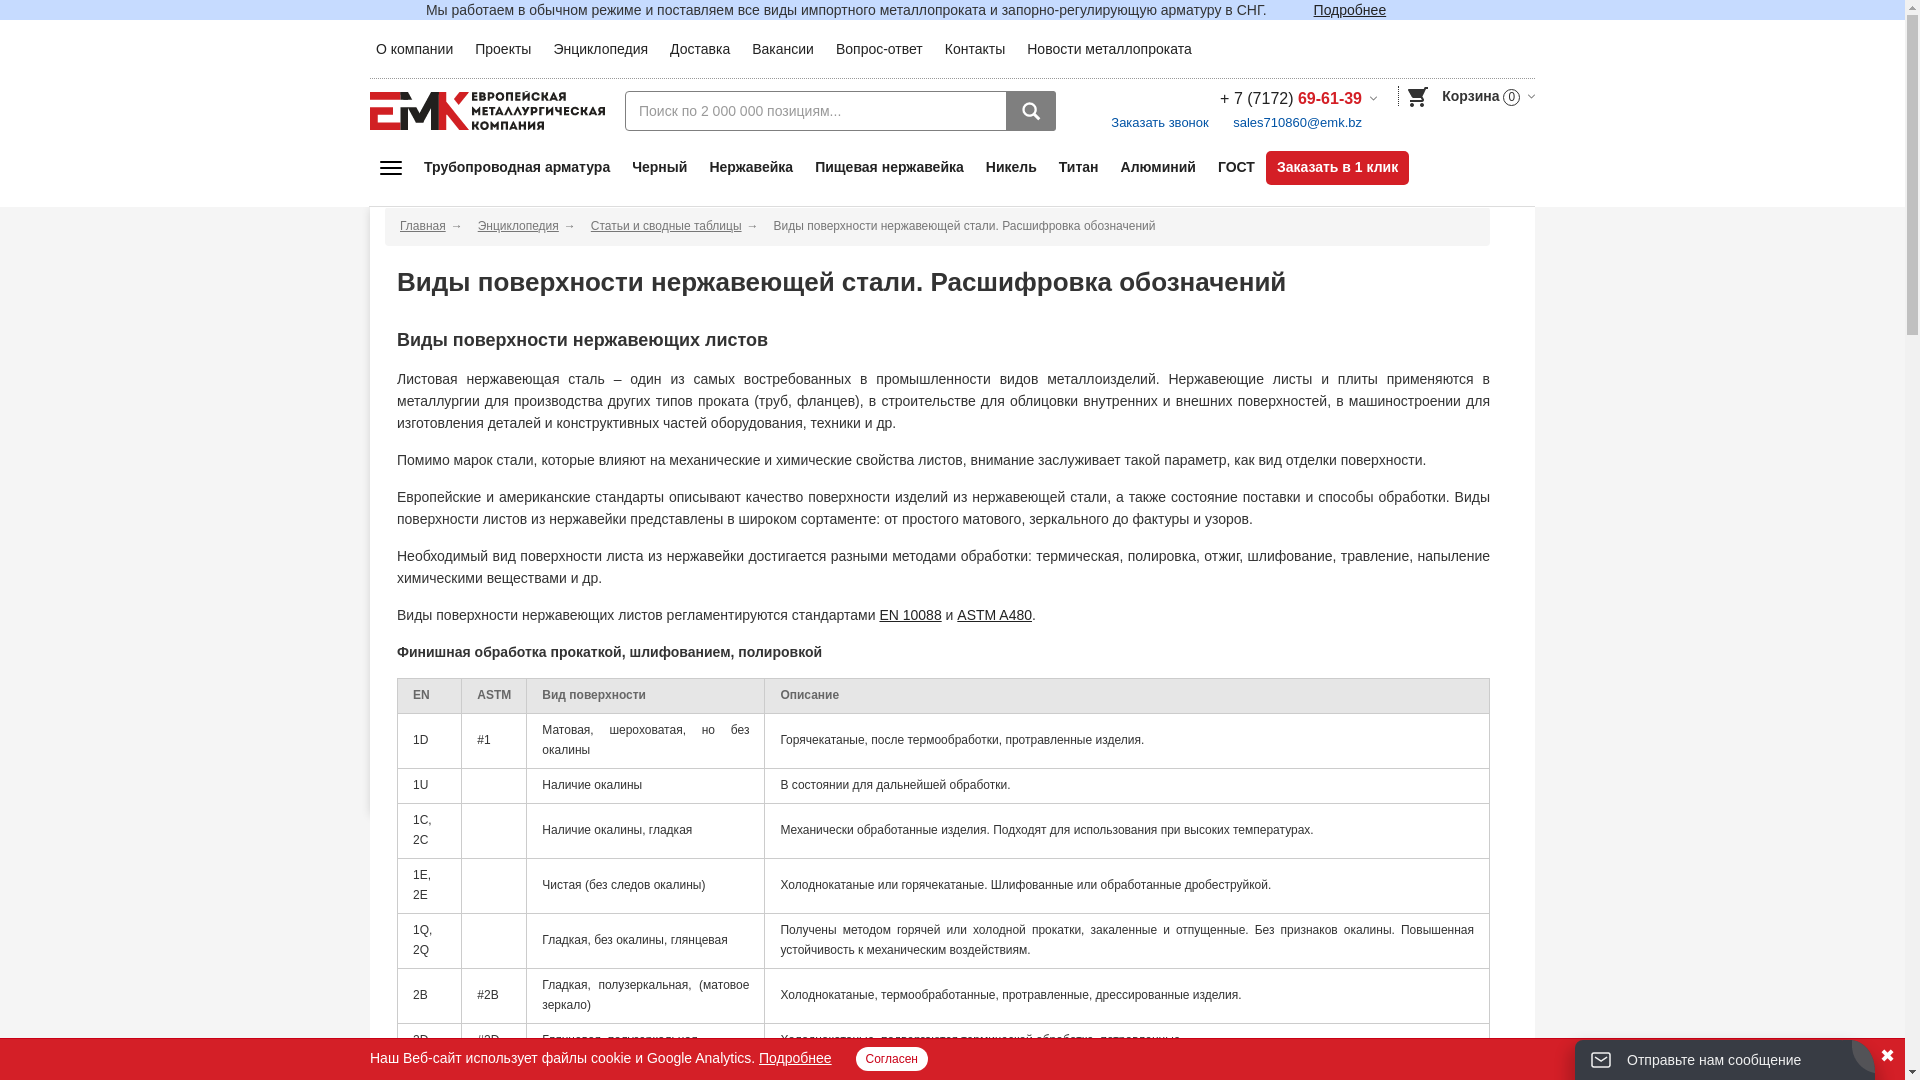 Мы работаем в обычном режиме и поставляем все виды импортного металлопроката и запорно-регулирующую арматуру в СНГ. Подробнее
О компании Проекты Энциклопедия Доставка Вакансии Вопрос-ответ Контакты Новости металлопроката
ЕМК ЕВРОПЕЙСКАЯ
МЕТАЛЛУРГИЧЕСКАЯ
КОМПАНИЯ
Поиск по 2 000 000 позициям...
+ 7 (7172) 69-61-39
Заказать звонок sales710860@emk.bz
Корзина 0
Трубопроводная арматура Черный Нержавейка Пищевая нержавейка Никель Титан Алюминий ГОСТ Заказать в 1 клик
Главная → Энциклопедия → Статьи и сводные таблицы → Виды поверхности нержавеющей стали. Расшифровка обозначений
Виды поверхности нержавеющей стали. Расшифровка обозначений
Виды поверхности нержавеющих листов
Листовая нержавеющая сталь – один из самых востребованных в промышленности видов металлоизделий. Нержавеющие листы и плиты применяются в
металлургии для производства других типов проката (труб, фланцев), в строительстве для облицовки внутренних и внешних поверхностей, в машиностроении для
изготовления деталей и конструктивных частей оборудования, техники и др.
Помимо марок стали, которые влияют на механические и химические свойства листов, внимание заслуживает такой параметр, как вид отделки поверхности.
Европейские и американские стандарты описывают качество поверхности изделий из нержавеющей стали, а также состояние поставки и способы обработки. Виды
поверхности листов из нержавейки представлены в широком сортаменте: от простого матового, зеркального до фактуры и узоров.
Необходимый вид поверхности листа из нержавейки достигается разными методами обработки: термическая, полировка, отжиг, шлифование, травление, напыление
химическими веществами и др.
Виды поверхности нержавеющих листов регламентируются стандартами EN 10088 и ASTM A480.
Финишная обработка прокаткой, шлифованием, полировкой
EN ASTM Вид поверхности Описание
1D #1 Матовая, шероховатая, но без
окалины
Горячекатаные, после термообработки, протравленные изделия.
1U Наличие окалины В состоянии для дальнейшей обработки.
1C,
2C
Наличие окалины, гладкая Механически обработанные изделия. Подходят для использования при высоких температурах.
1E,
2E
Чистая (без следов окалины) Холоднокатаные или горячекатаные. Шлифованные или обработанные дробеструйкой.
1Q,
2Q
Гладкая, без окалины, глянцевая
Получены методом горячей или холодной прокатки, закаленные и отпущенные. Без признаков окалины. Повышенная
устойчивость к механическим воздействиям.
2B #2B Гладкая, полузеркальная, (матовое
зеркало)
Холоднокатаные, термообработанные, протравленные, дрессированные изделия.
Наш Веб-сайт использует файлы cookie и Google Analytics. Подробнее Согласен
Отправьте нам сообщение